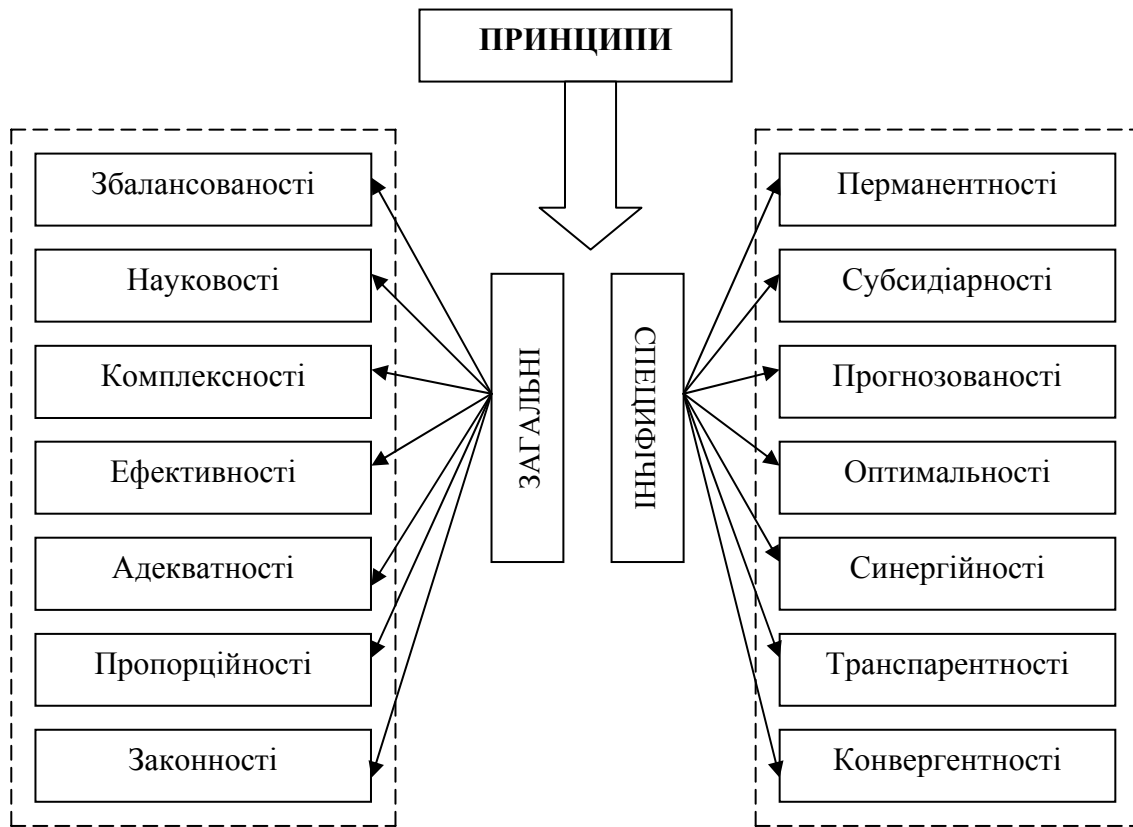 ПРИНЦИПИ
Збалансованості
Науковості
Комплексності
Ефективності
Адекватності
Пропорційності
Законності
ЗАГАЛЬНІ
СПЕЦИФІЧНІ
Перманентності
Субсидіарності
Прогнозованості
Оптимальності
Синергійності
Транспарентності
Конвергентності